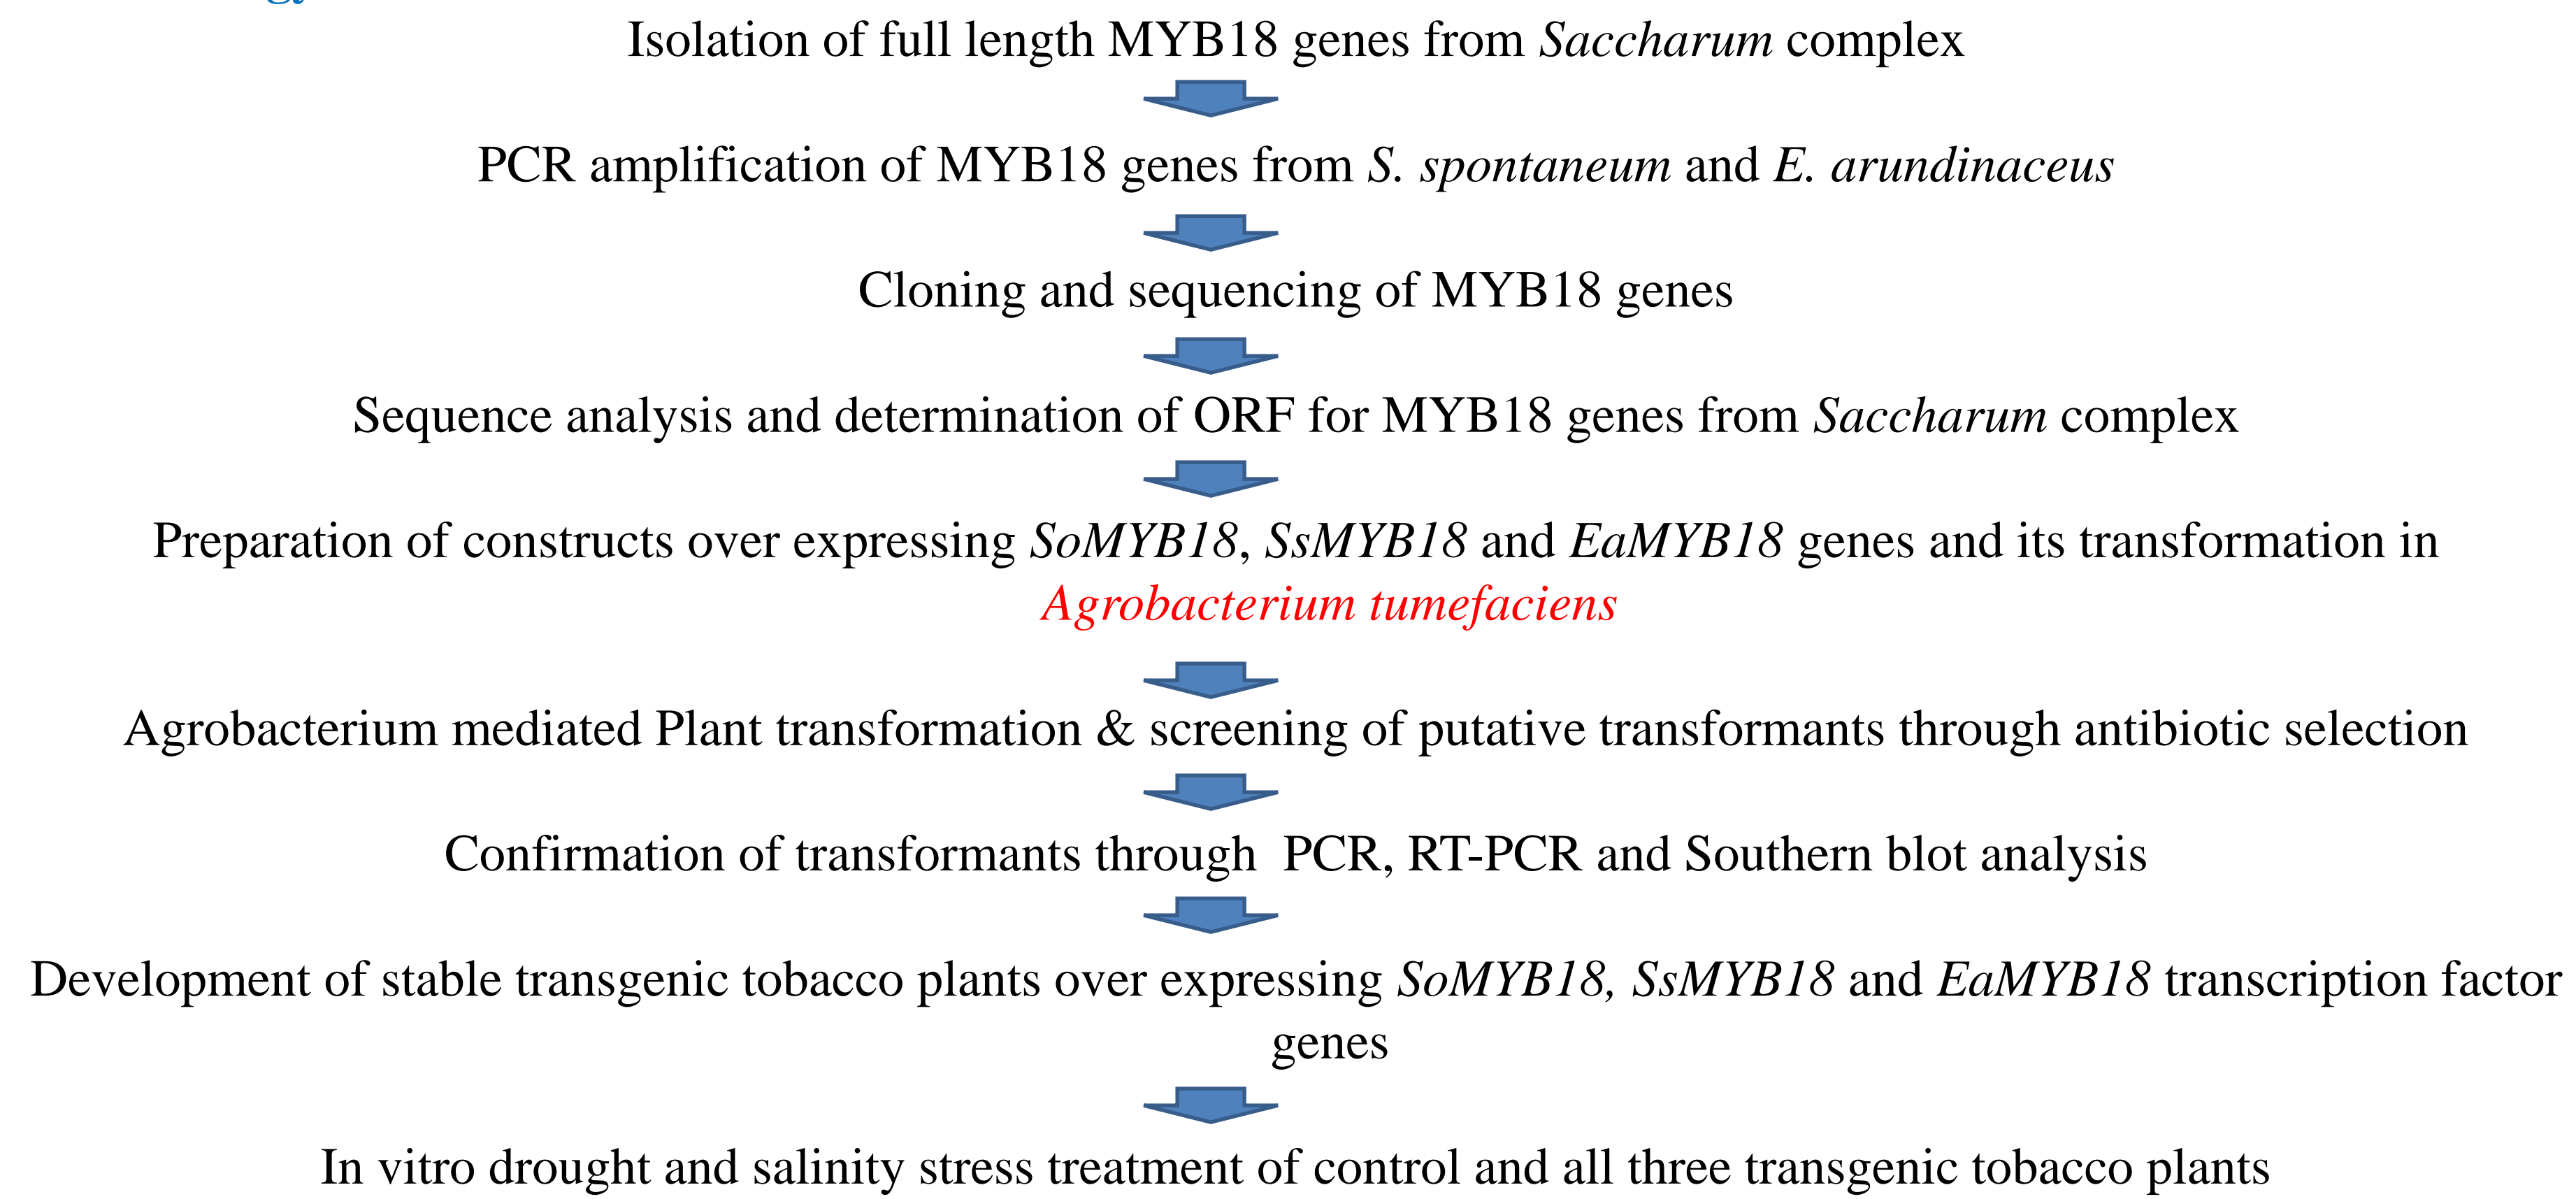 Isolation of full length MYB18 genes from Saccharum complex
PCR amplification of MYB18 genes from S. spontaneum and E. arundinaceus
Cloning and sequencing of MYB18 genes
Sequence analysis and determination of ORF for MYB18 genes from Saccharum complex
Preparation of constructs over expressing SoMYB18, SsMYB18 and EaMYB18 genes and its transformation in
Agrobacterium tumefaciens
Agrobacterium mediated Plant transformation & screening of putative transformants through antibiotic selection
Confirmation of transformants through  PCR, RT-PCR and Southern blot analysis
Development of stable transgenic tobacco plants over expressing SoMYB18, SsMYB18 and EaMYB18 transcription factor
genes
In vitro drought and salinity stress treatment of control and all three transgenic tobacco plants